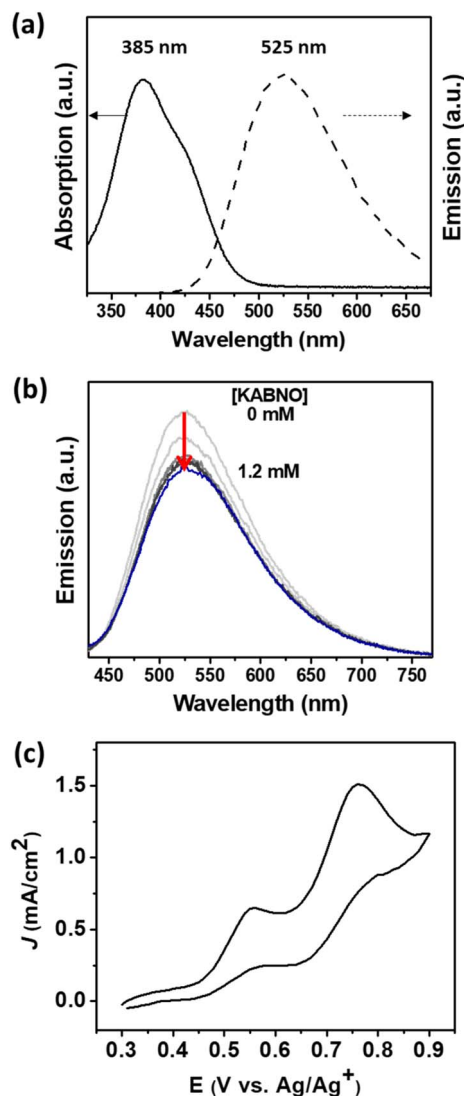 (a)
385 nm 525 nm
Absorption (a.u.)
Emission (a.u.)
350 400 450 500 550 600 650
Wavelength (nm)
(b)
[KABNO]
0 mM
1.2 mM
Emission (a.u.)
450 500 550 600 650 700 750
Wavelength (nm)
(c)
1.5
1.0
0.5
0.0
J (mA/cm²)
0.3 0.4 0.5 0.6 0.7 0.8 0.9
E (V vs. Ag/Ag⁺)